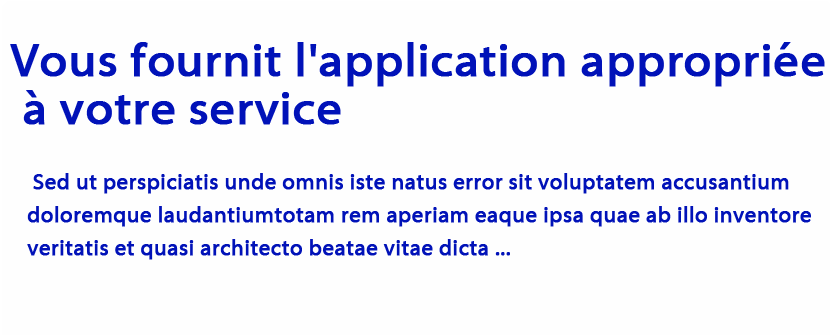 Vous fournit l'application appropriée
à votre service
Sed ut perspiciatis unde omnis iste natus error sit voluptatem accusantium
doloremque laudantiumtotam rem aperiam eaque ipsa quae ab illo inventore
veritatis et quasi architecto beatae vitae dicta ...